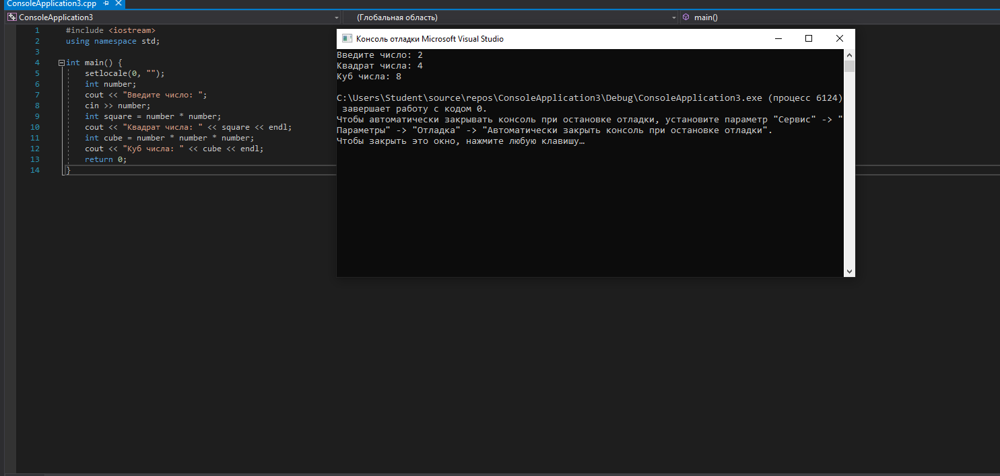 ConsoleApplication3.cpp
ConsoleApplication3
(Глобальная область)
main()
1 #include <iostream>
2 using namespace std;
3
4 int main() {
5 setlocale(0, "");
6 int number;
7 cout << "Введите число: ";
8 cin >> number;
9 int square = number * number;
10 cout << "Квадрат числа: " << square << endl;
11 int cube = number * number * number;
12 cout << "Куб числа: " << cube << endl;
13 return 0;
14 }
Консоль отладки Microsoft Visual Studio
Введите число: 2
Квадрат числа: 4
Куб числа: 8
C:\Users\Student\source\repos\ConsoleApplication3\Debug\ConsoleApplication3.exe (процесс 6124)
завершает работу с кодом 0.
Чтобы автоматически закрывать консоль при остановке отладки, установите параметр "Сервис" -> "
Параметры" -> "Отладка" -> "Автоматически закрыть консоль при остановке отладки".
Чтобы закрыть это окно, нажмите любую клавишу…